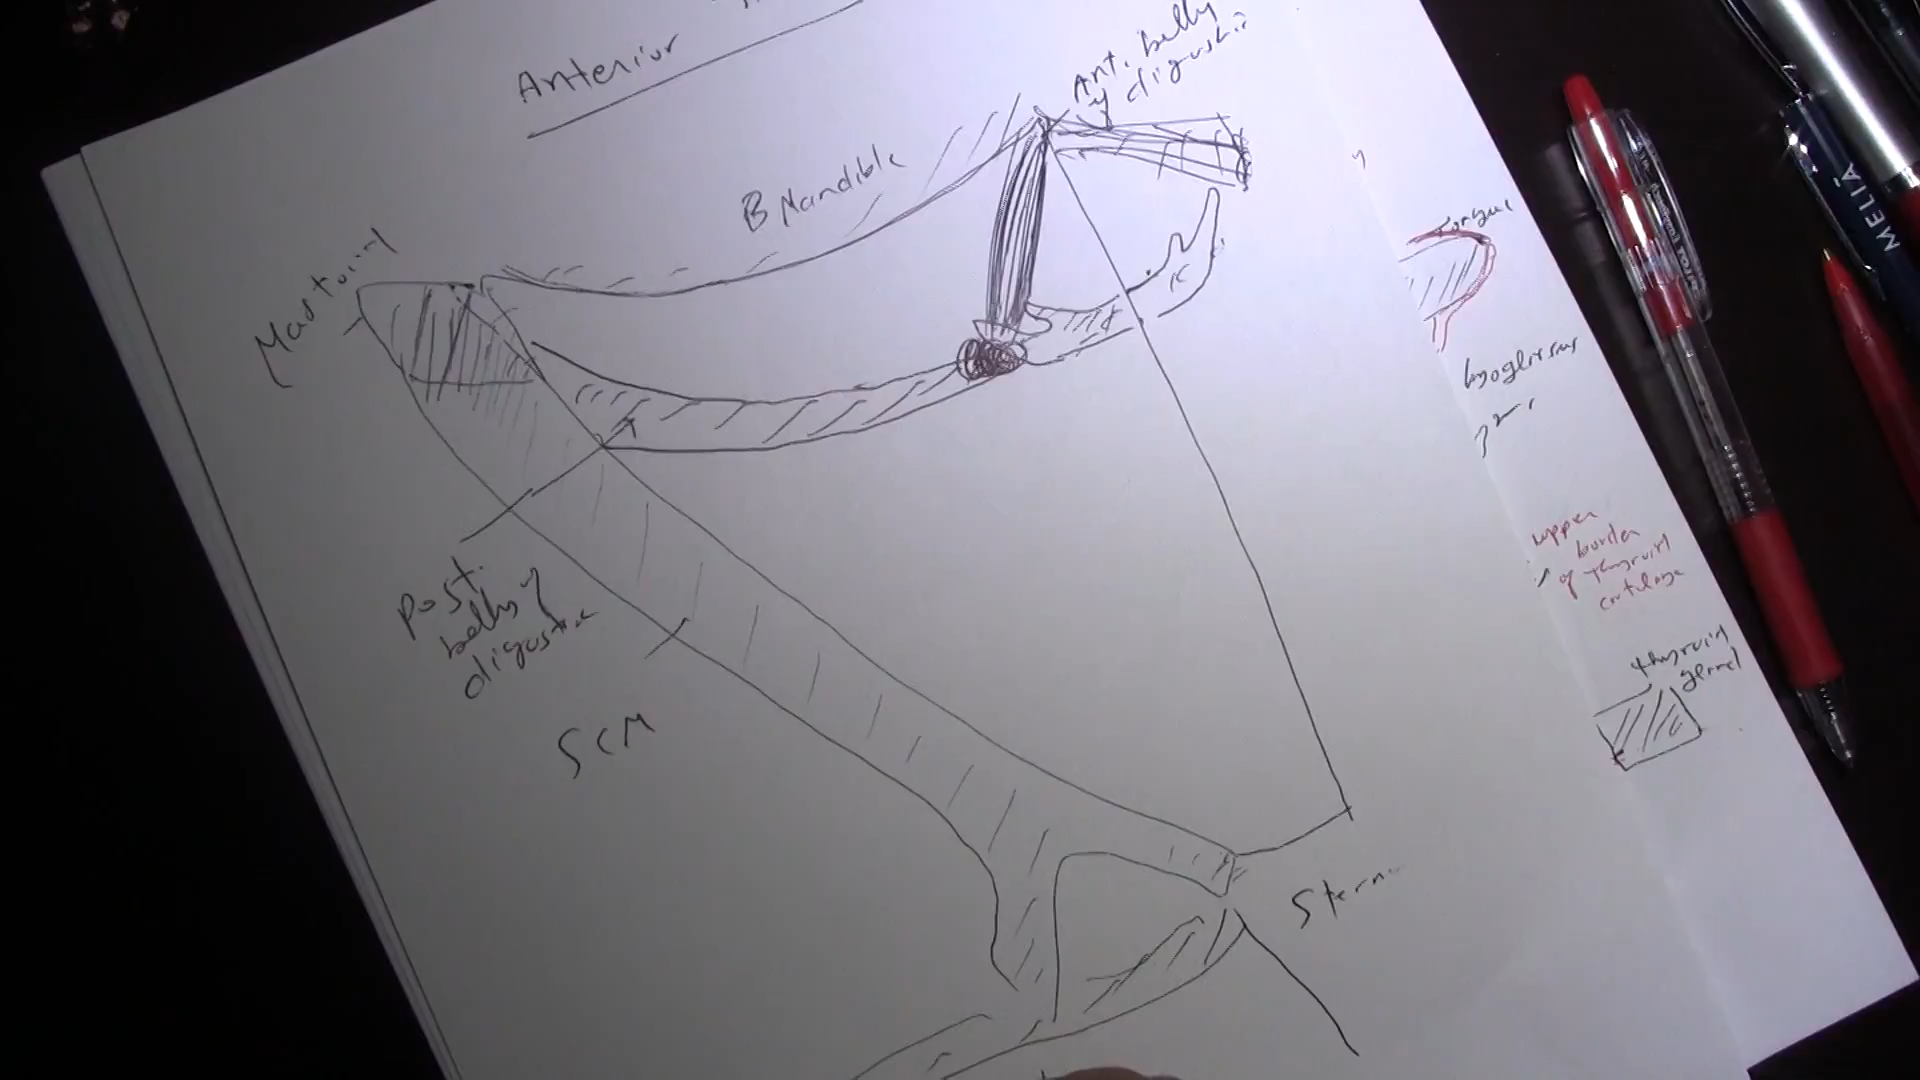 Anterior
Ant. belly
of digastric
B Mandible
Mastoid
Post.
belly of
digastric
SCM
Stern
Tongue
hyoglossus
upper
border
of thyroid
cartilage
thyroid
gland
MELIÀ